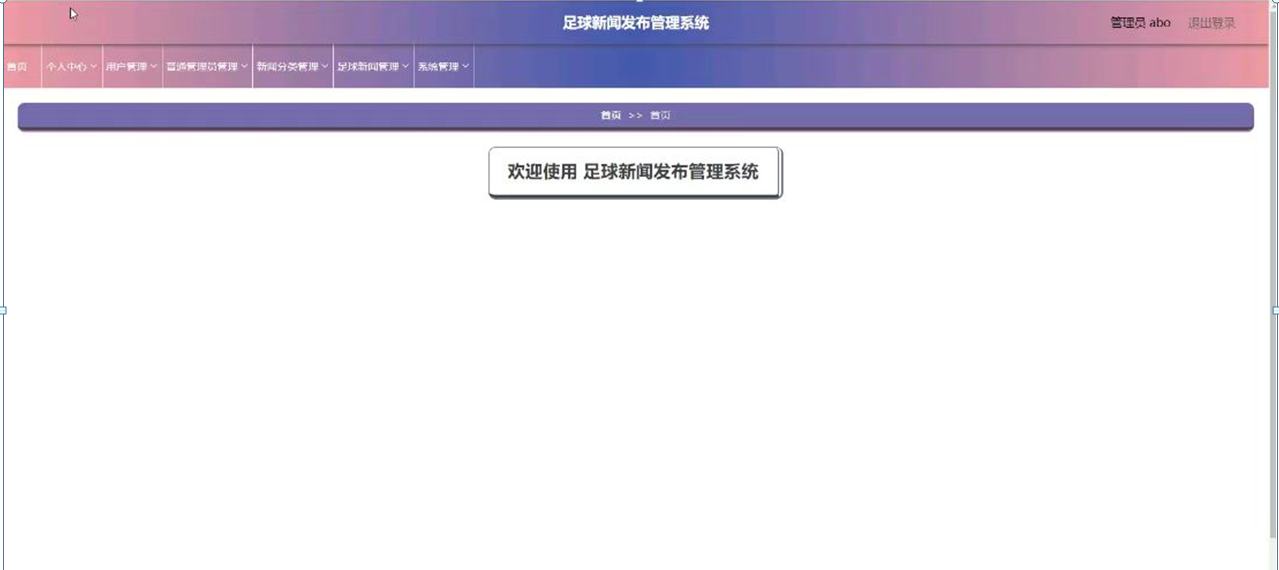 足球新闻发布管理系统
管理员 abo 退出登录
首页 个人中心 用户管理 普通管理员管理 新闻分类管理 足球新闻管理 系统管理
首页 >> 首页
欢迎使用 足球新闻发布管理系统